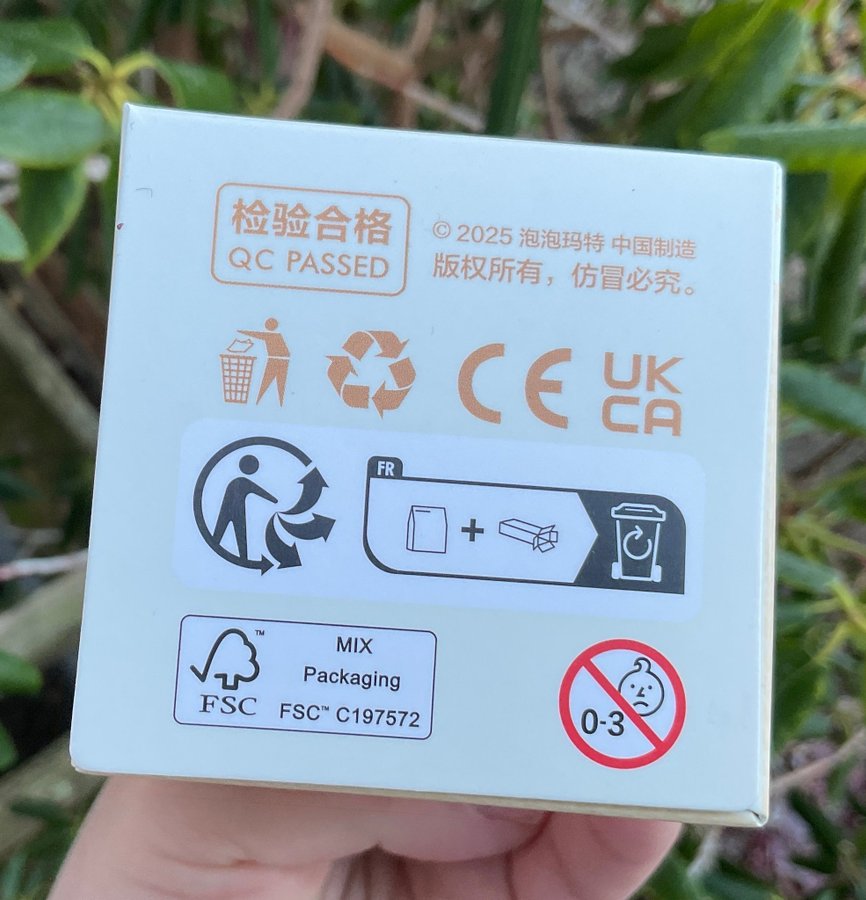 检验合格
QC PASSED
© 2025 泡泡玛特 中国制造
版权所有，仿冒必究。
CE
UK
CA
FR
+
FSC™
MIX
Packaging
FSC™ C197572
0-3